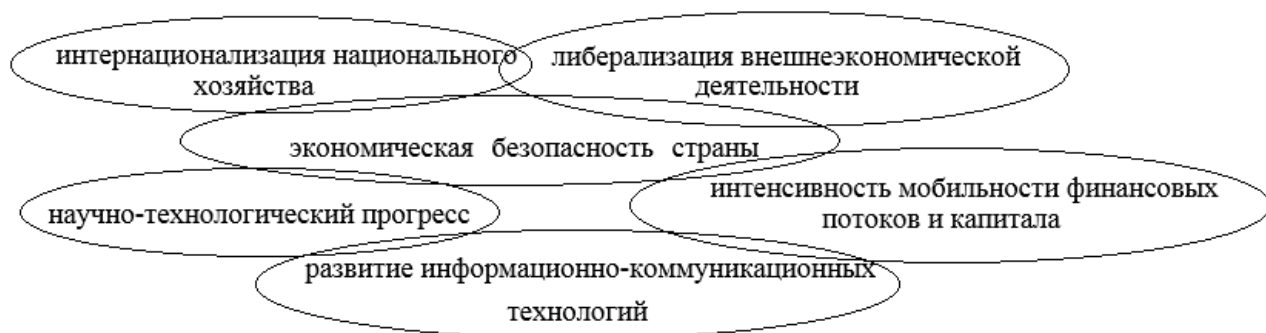 интернационализация национального
хозяйства
либерализация внешнеэкономической
деятельности
экономическая безопасность страны
научно-технологический прогресс
интенсивность мобильности финансовых
потоков и капитала
развитие информационно-коммуникационных
технологий